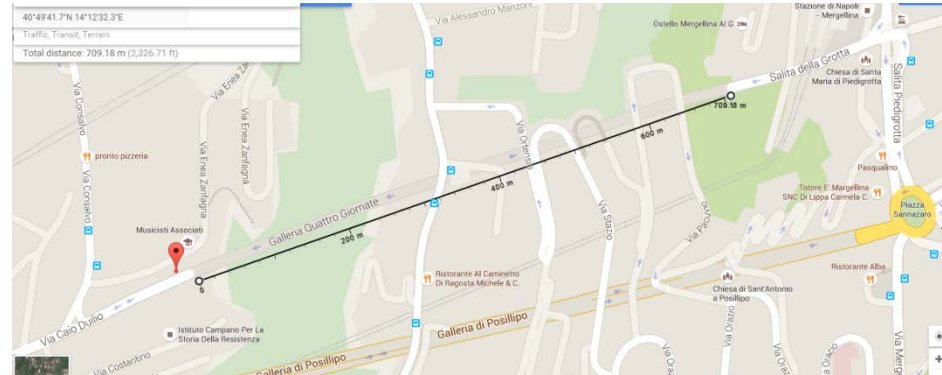 40°49'41.7"N 14°12'32.3"E
Traffic, Transit, Terrain
Total distance: 709.18 m (2,326.71 ft)
Via Alessandro Manzoni
Ostello Mergellina Al G
Stazione di Napoli
- Mergellina
Salita della Grotta
Chiesa di Santa
Maria di Piedigrotta
Salita Piedigrotta
709.18 m
600 m
400 m
200 m
0
Via Consalvo
Via Enea Zanfagna
Via Enea Zanfagna
pronto pizzeria
Via Consalvo
Via Ortensio
Pasqualino
Totore E' Margellina
SNC Di Lippa Carmela C.
Piazza
Sannazaro
Musicisti Associati
Galleria Quattro Giornate
Via Stazio
Via Pacuvio
Ristorante Al Caminetto
Di Ragosta Michele & C.
Chiesa di Sant'Antonio
a Posillipo
Ristorante Alba
Via Caio Duilio
Istituto Campano Per La
Storia Della Resistenza
Galleria di Posillipo
Galleria di Posillipo
Via Costantino
Via Orazio
Via Orazio
Via Mерg